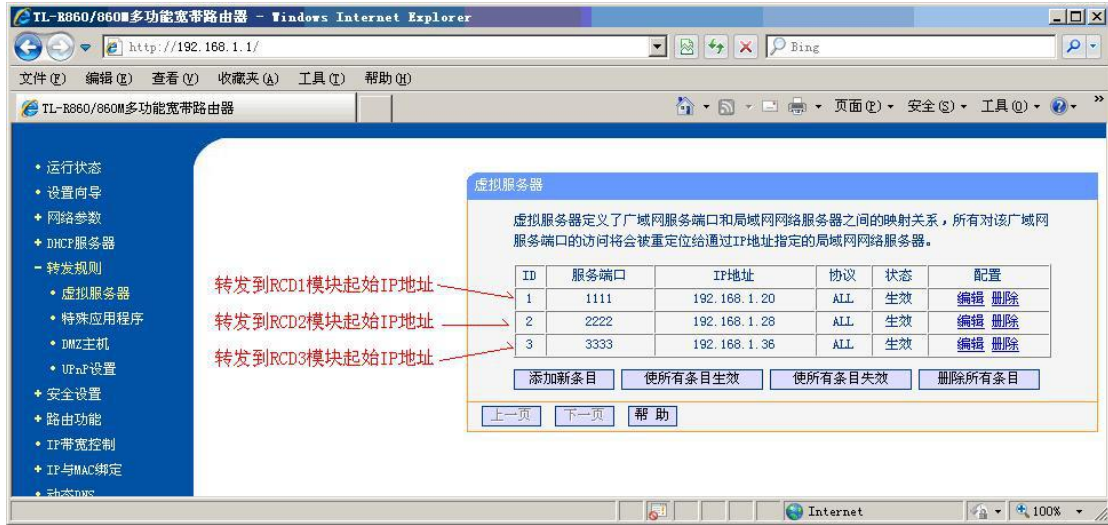 TL-R860/860M多功能宽带路由器 - Windows Internet Explorer
http://192.168.1.1/
Bing
文件(F) 编辑(E) 查看(V) 收藏夹(A) 工具(T) 帮助(H)
TL-R860/860M多功能宽带路由器
页面(P) 安全(S) 工具(O)
运行状态
设置向导
网络参数
DHCP服务器
转发规则
虚拟服务器
特殊应用程序
DMZ主机
UPnP设置
安全设置
路由功能
IP带宽控制
IP与MAC绑定
动态DNS
转发到RCD1模块起始IP地址
转发到RCD2模块起始IP地址
转发到RCD3模块起始IP地址
虚拟服务器
虚拟服务器定义了广域网服务端口和局域网网络服务器之间的映射关系，所有对该广域网
服务端口的访问将会被重定位给通过IP地址指定的局域网网络服务器。
ID 服务端口 IP地址 协议 状态 配置
1 1111 192.168.1.20 ALL 生效 编辑 删除
2 2222 192.168.1.28 ALL 生效 编辑 删除
3 3333 192.168.1.36 ALL 生效 编辑 删除
添加新条目 使所有条目生效 使所有条目失效 删除所有条目
上一页 下一页 帮 助
Internet 100%